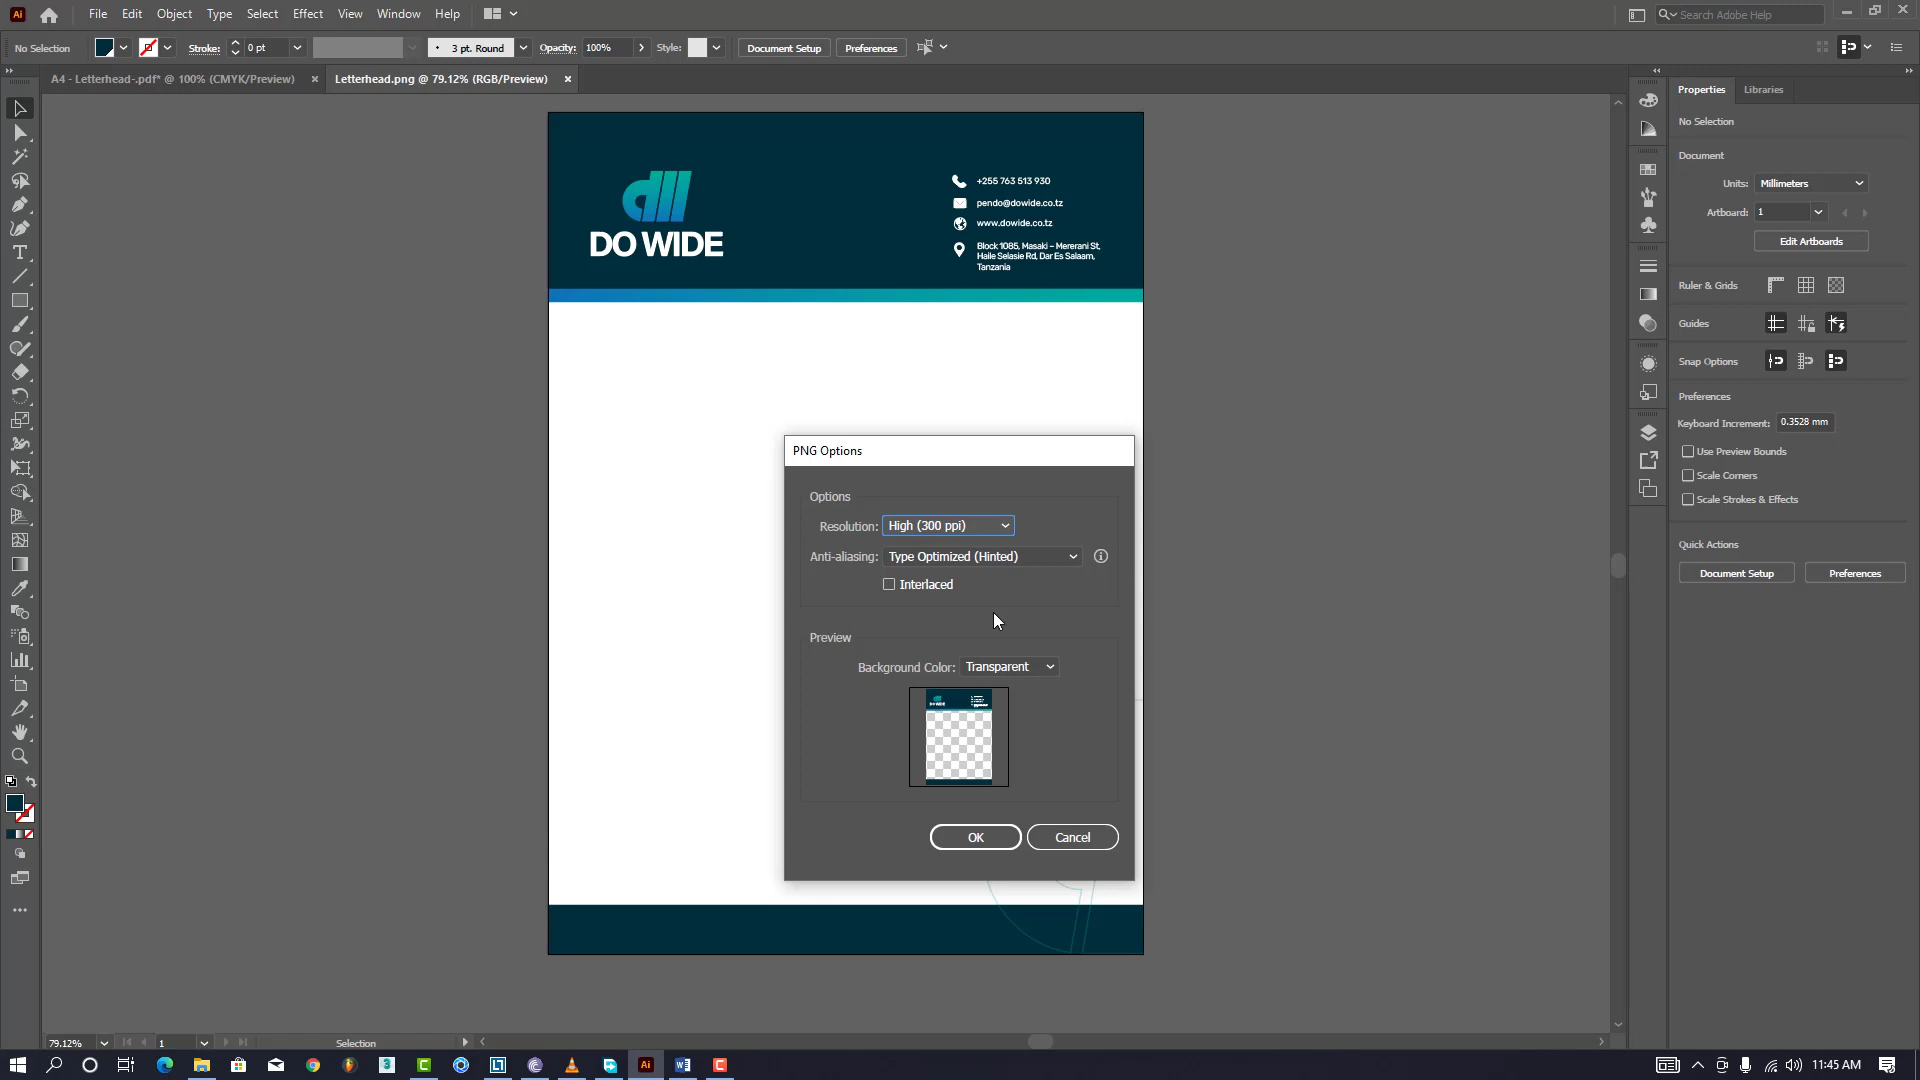 Ai File Edit Object Type Select Effect View Window Help Search Adobe Help
No Selection Stroke: 0 pt 3 pt. Round Opacity: 100% Style: Document Setup Preferences
A4 - Letterhead-.pdf* @ 100% (CMYK/Preview) × Letterhead.png @ 79.12% (RGB/Preview) ×
Properties Libraries
No Selection
Document
Units: Millimeters
Artboard: 1
Edit Artboards
Ruler & Grids
Guides
Snap Options
Preferences
Keyboard Increment: 0.3528 mm
Use Preview Bounds
Scale Corners
Scale Strokes & Effects
Quick Actions
Document Setup Preferences
DO WIDE
+255 763 513 930
pendo@dowide.co.tz
www.dowide.co.tz
Block 1085, Masaki – Mererani St,
Haile Selasie Rd, Dar Es Salaam,
Tanzania
PNG Options
Options
Resolution: High (300 ppi)
Anti-aliasing: Type Optimized (Hinted)
Interlaced
Preview
Background Color: Transparent
DO WIDE
OK Cancel
79.12% 1 Selection
11:45 AM